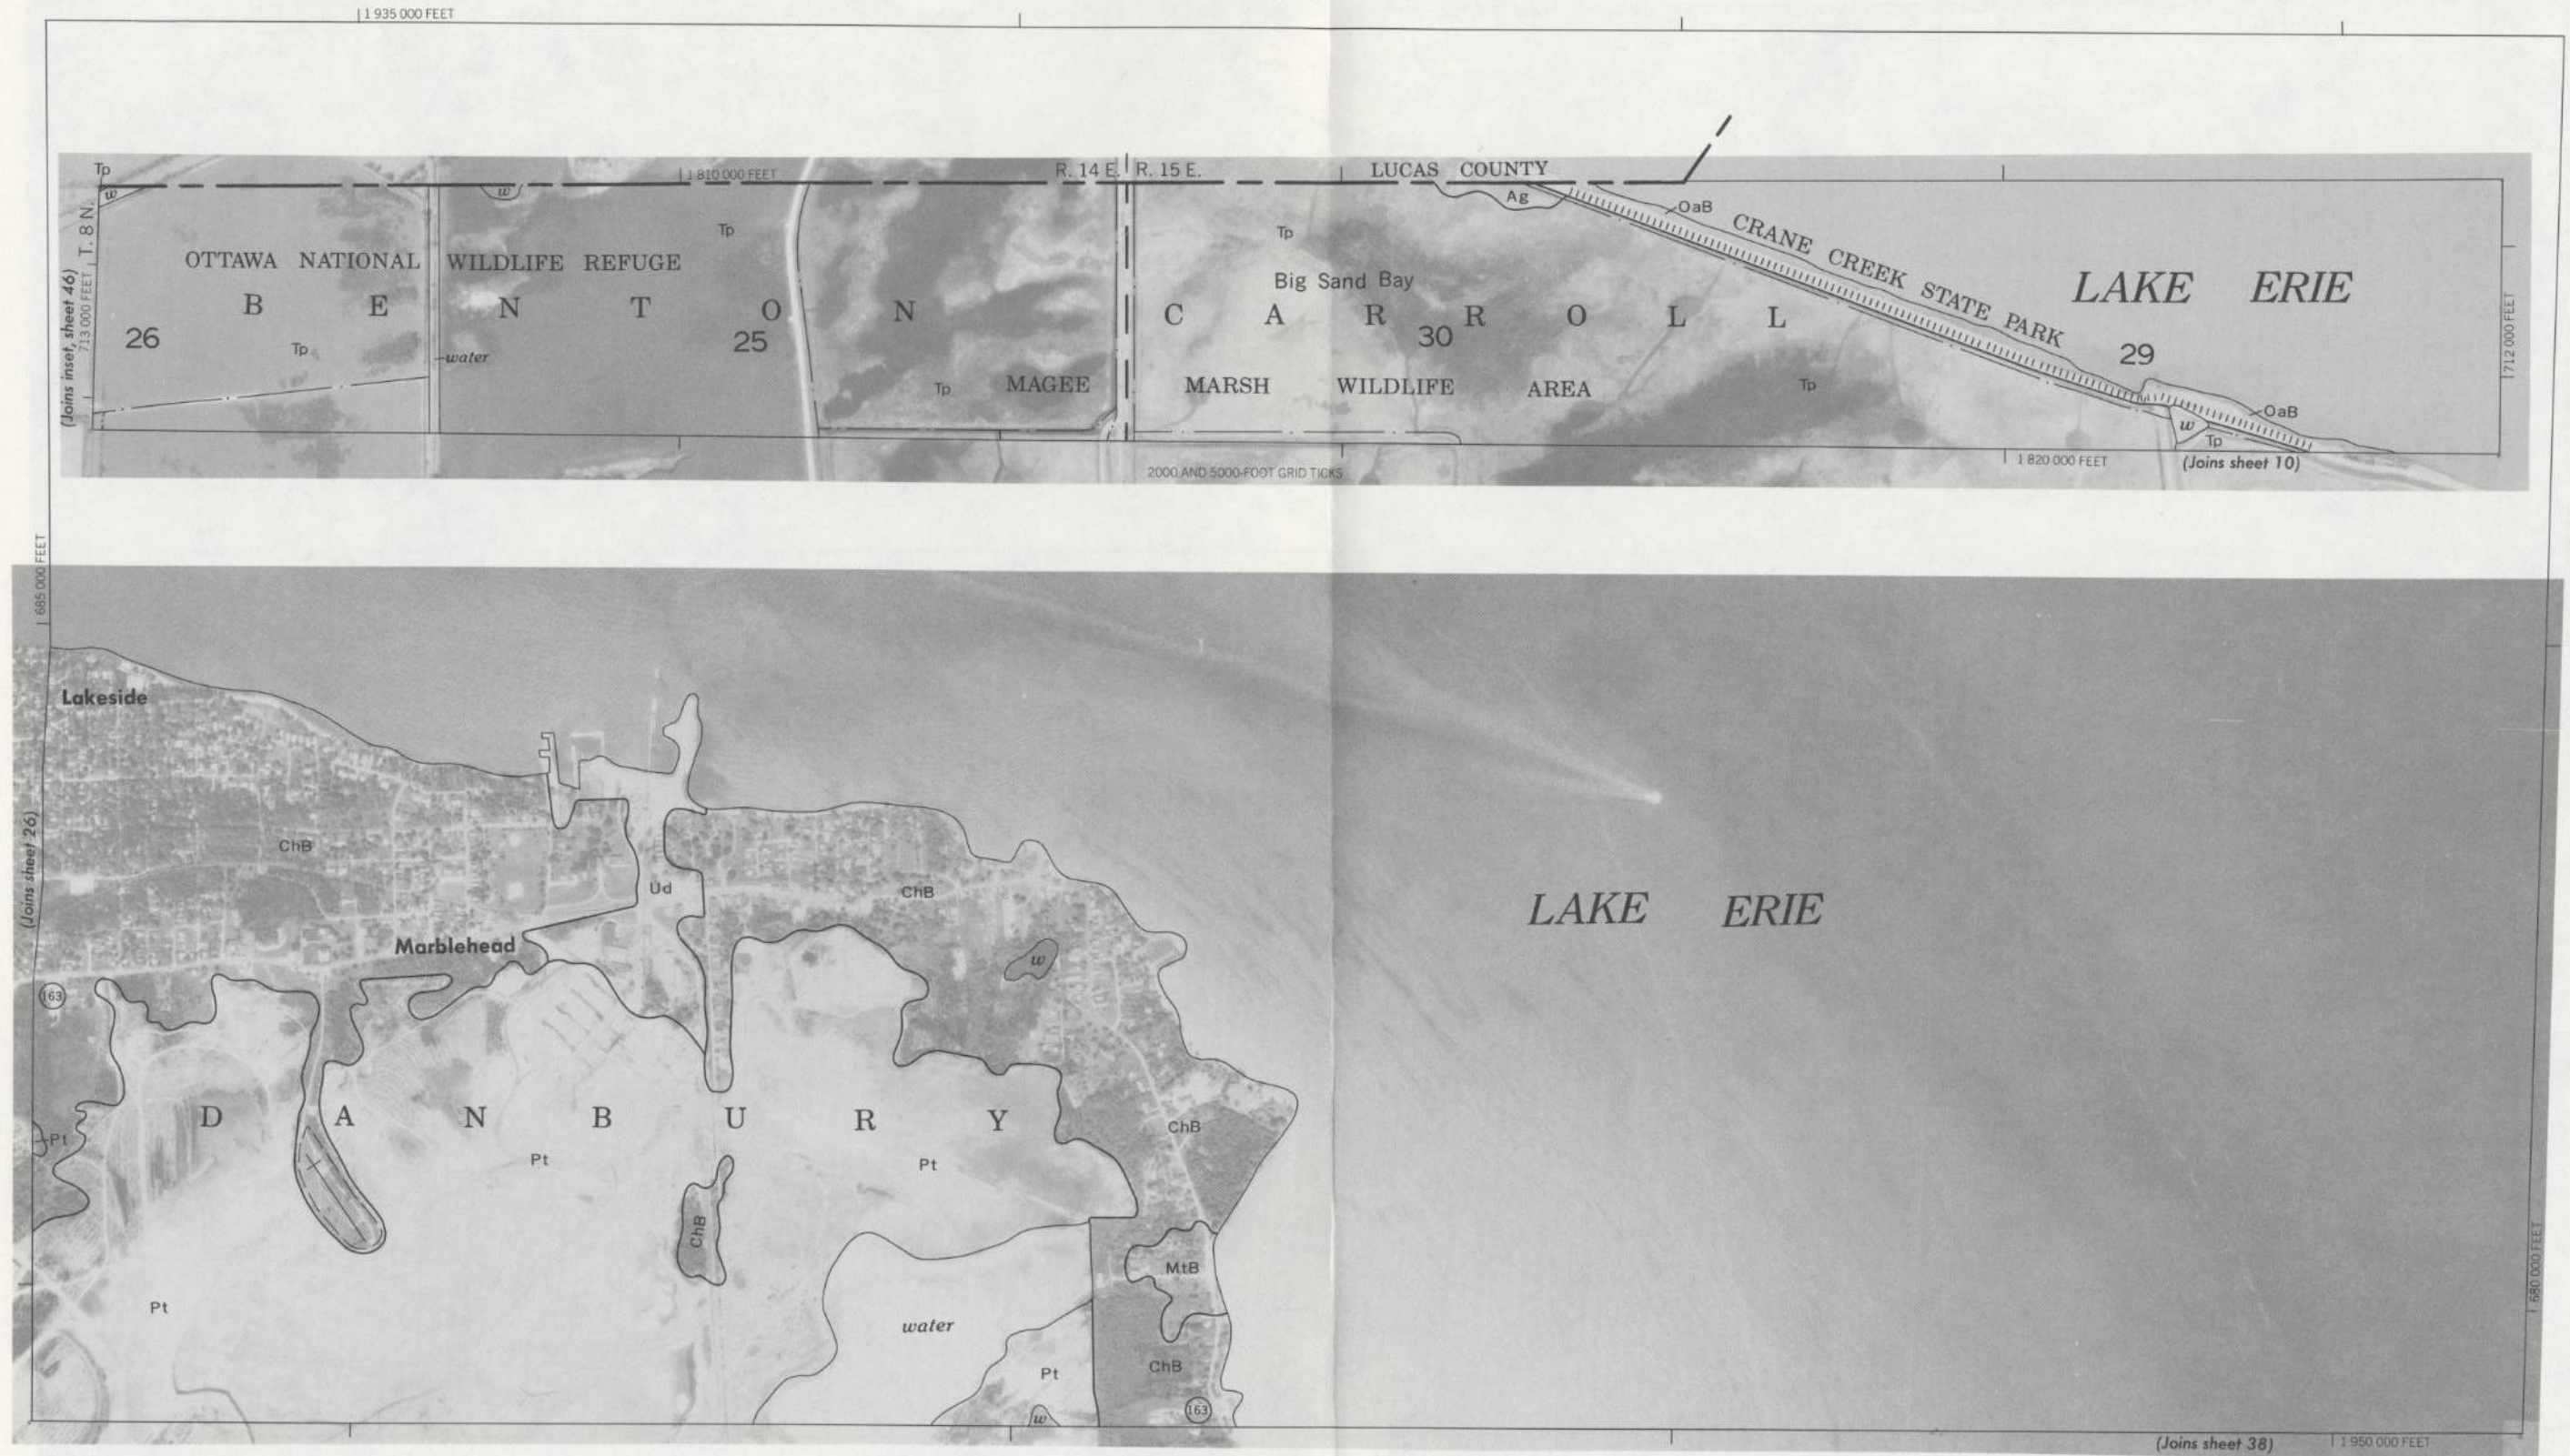 1 935 000 FEET
Tp
w
w
1 810 000 FEET
R. 14 E. R. 15 E.
LUCAS COUNTY
Ag
OaB
CRANE CREEK STATE PARK
T. 8 N.
713 000 FEET
(Joins inset, sheet 46)
Tp
Tp
OTTAWA NATIONAL WILDLIFE REFUGE
Big Sand Bay
LAKE ERIE
B E N T O N
C A R R O L L
26
25
30
29
Tp
water
Tp
MAGEE MARSH WILDLIFE AREA
Tp
712 000 FEET
OaB
w
Tp
2000 AND 5000-FOOT GRID TICKS
1 820 000 FEET
(Joins sheet 10)
685 000 FEET
Lakeside
(Joins sheet 26)
ChB
Ud
ChB
LAKE ERIE
Marblehead
w
163
D A N B U R Y
Pt
Pt
Pt
ChB
ChB
MtB
Pt
water
Pt
ChB
w
163
680 000 FEET
(Joins sheet 38)
1 950 000 FEET